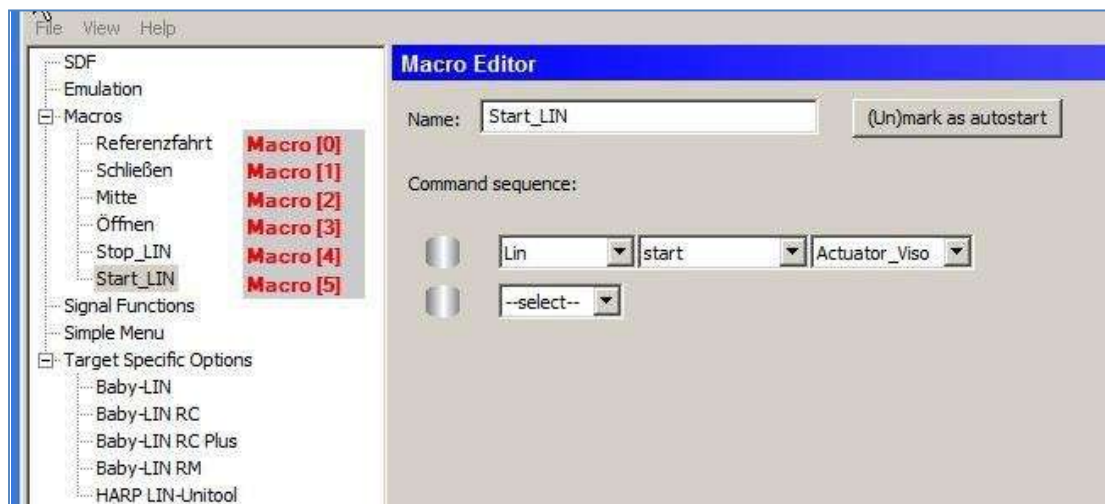 File View Help
SDF
Emulation
Macros
Referenzfahrt Macro [0]
Schließen Macro [1]
Mitte Macro [2]
Öffnen Macro [3]
Stop_LIN Macro [4]
Start_LIN Macro [5]
Signal Functions
Simple Menu
Target Specific Options
Baby-LIN
Baby-LIN RC
Baby-LIN RC Plus
Baby-LIN RM
HARP LIN-Unitool
Macro Editor
Name: Start_LIN (Un)mark as autostart
Command sequence:
Lin start Actuator_Viso
--select--